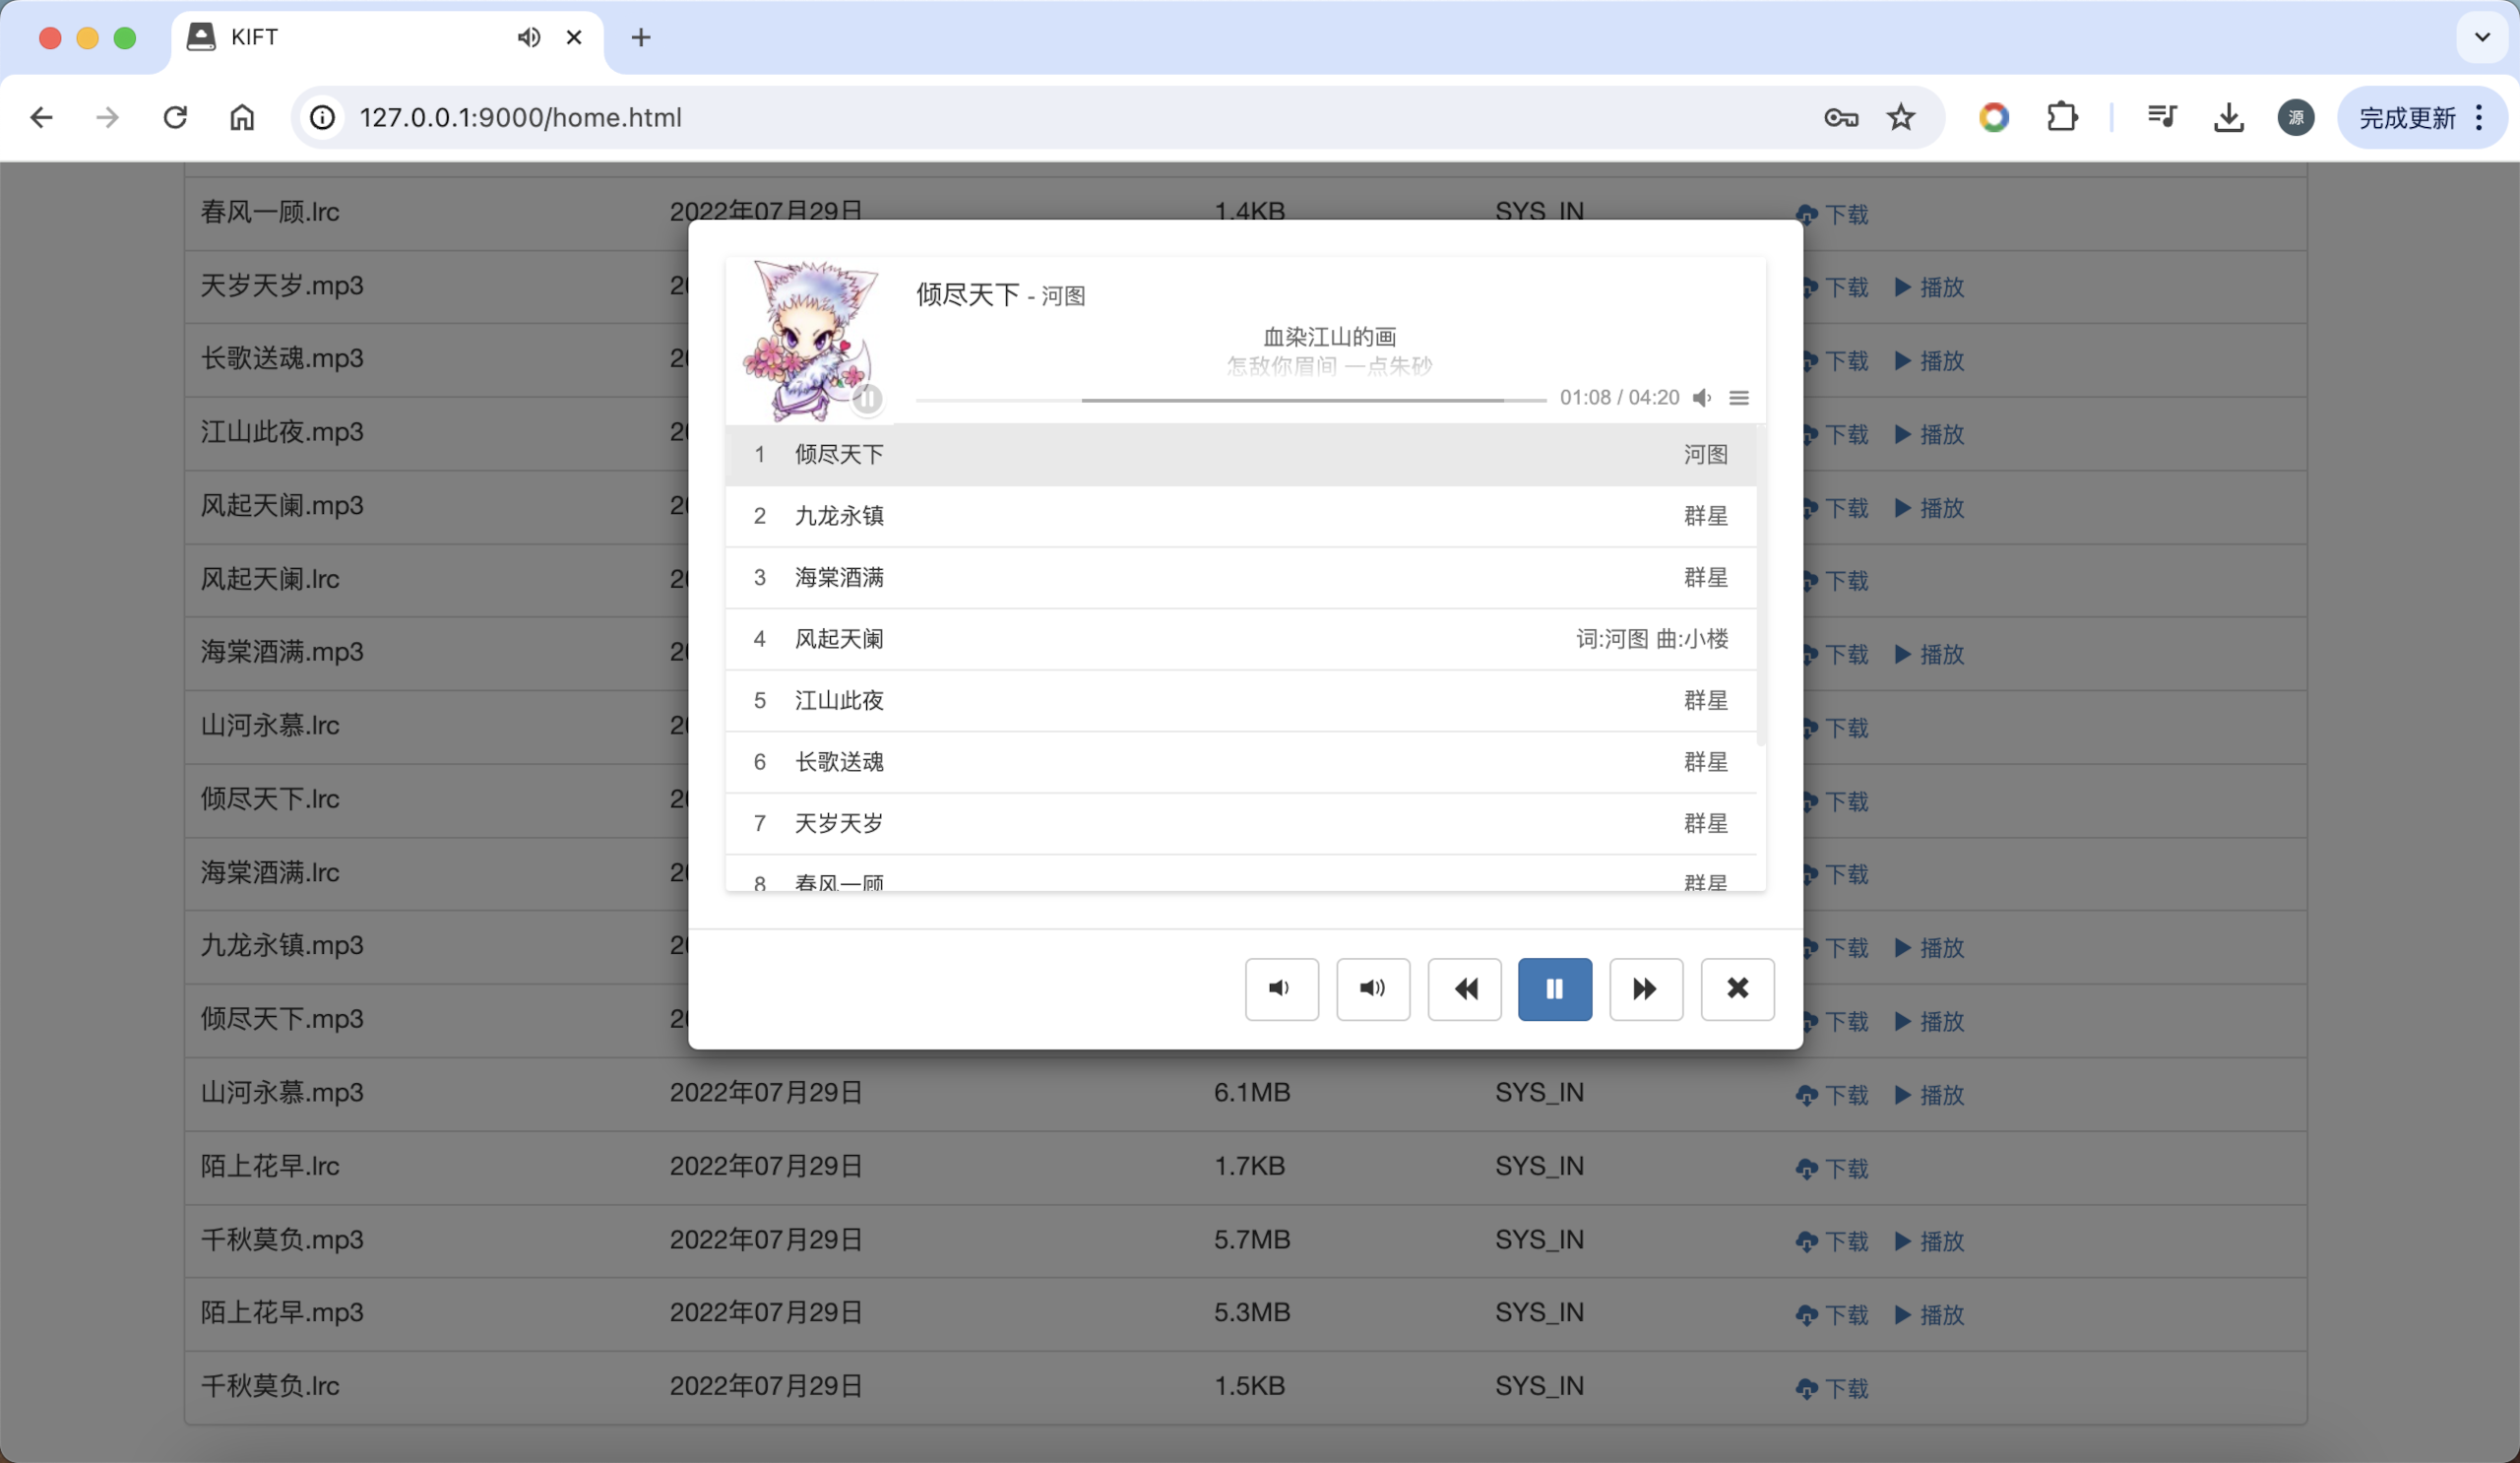 KIFT
127.0.0.1:9000/home.html
源
完成更新
春风一顾.lrc 2022年07月29日 1.4KB SYS_IN 下载
天岁天岁.mp3 下载 播放
长歌送魂.mp3 下载 播放
江山此夜.mp3 下载 播放
风起天阑.mp3 下载 播放
风起天阑.lrc 下载
海棠酒满.mp3 下载 播放
山河永慕.lrc 下载
倾尽天下.lrc 下载
海棠酒满.lrc 下载
九龙永镇.mp3 下载 播放
倾尽天下.mp3 下载 播放
山河永慕.mp3 2022年07月29日 6.1MB SYS_IN 下载 播放
陌上花早.lrc 2022年07月29日 1.7KB SYS_IN 下载
千秋莫负.mp3 2022年07月29日 5.7MB SYS_IN 下载 播放
陌上花早.mp3 2022年07月29日 5.3MB SYS_IN 下载 播放
千秋莫负.lrc 2022年07月29日 1.5KB SYS_IN 下载
倾尽天下 - 河图
血染江山的画
怎敌你眉间 一点朱砂
01:08 / 04:20
1 倾尽天下 河图
2 九龙永镇 群星
3 海棠酒满 群星
4 风起天阑 词:河图 曲:小楼
5 江山此夜 群星
6 长歌送魂 群星
7 天岁天岁 群星
8 春风一顾 群星